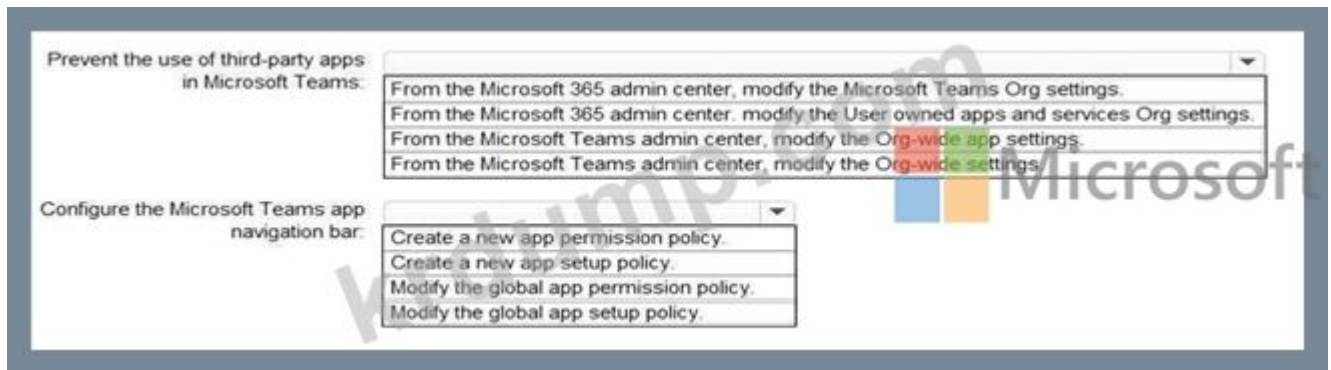 Prevent the use of third-party apps
in Microsoft Teams:
From the Microsoft 365 admin center, modify the Microsoft Teams Org settings.
From the Microsoft 365 admin center. modify the User owned apps and services Org settings.
From the Microsoft Teams admin center, modify the Org-wide app settings.
From the Microsoft Teams admin center, modify the Org-wide settings.
Microsoft
Configure the Microsoft Teams app
navigation bar:
Create a new app permission policy.
Create a new app setup policy.
Modify the global app permission policy.
Modify the global app setup policy.
krdump.com